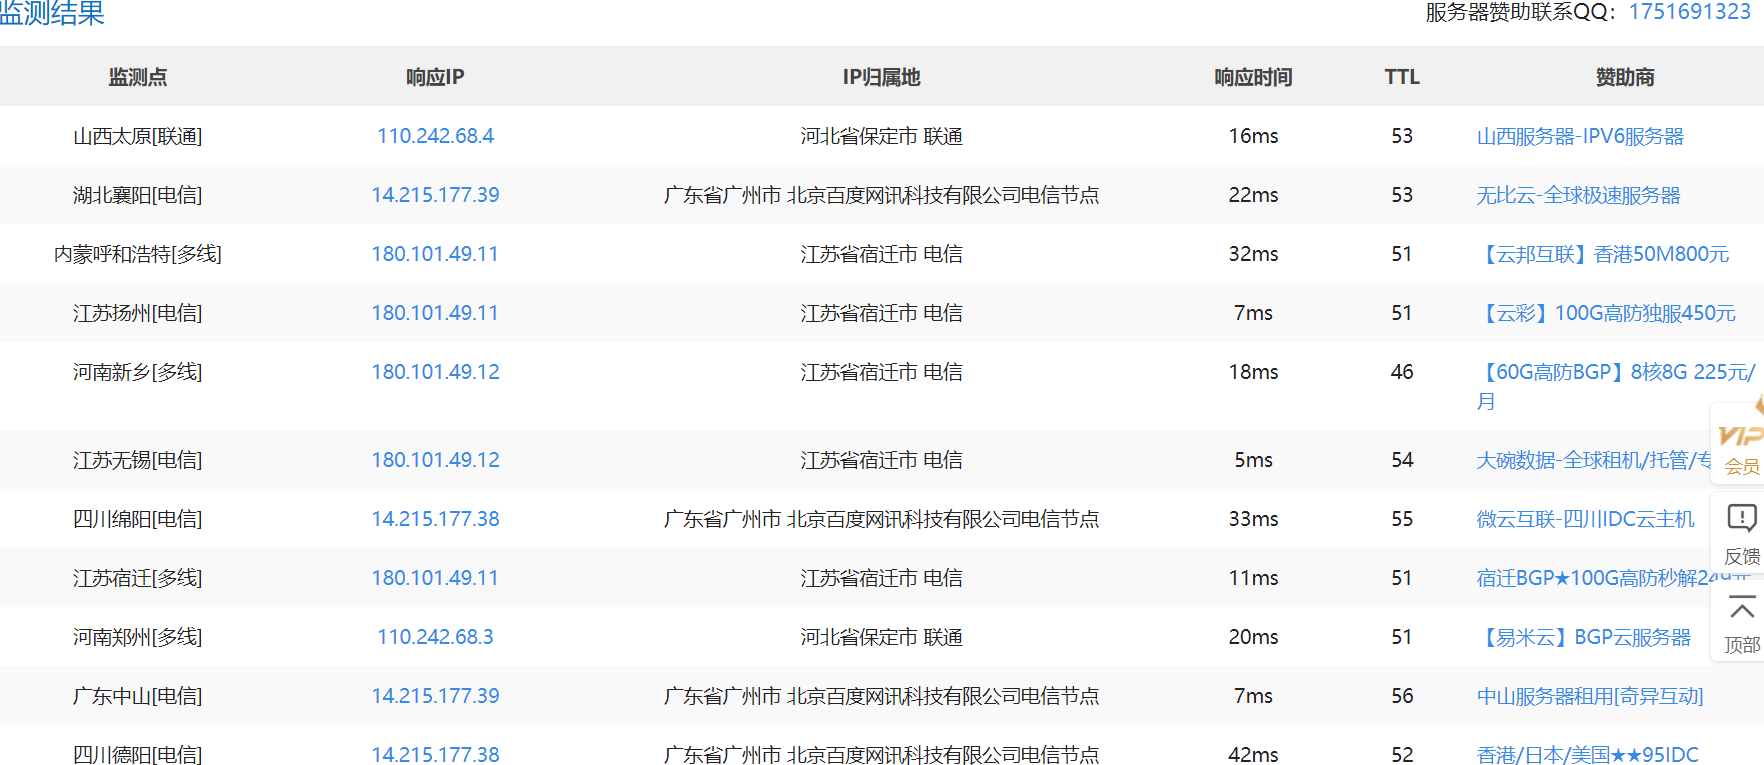 监测结果
服务器赞助联系QQ：1751691323
监测点 响应IP IP归属地 响应时间 TTL 赞助商
山西太原[联通] 110.242.68.4 河北省保定市 联通 16ms 53 山西服务器-IPV6服务器
湖北襄阳[电信] 14.215.177.39 广东省广州市 北京百度网讯科技有限公司电信节点 22ms 53 无比云-全球极速服务器
内蒙呼和浩特[多线] 180.101.49.11 江苏省宿迁市 电信 32ms 51 【云邦互联】香港50M800元
江苏扬州[电信] 180.101.49.11 江苏省宿迁市 电信 7ms 51 【云彩】100G高防独服450元
河南新乡[多线] 180.101.49.12 江苏省宿迁市 电信 18ms 46 【60G高防BGP】8核8G 225元/
月
江苏无锡[电信] 180.101.49.12 江苏省宿迁市 电信 5ms 54 大碗数据-全球租机/托管/专
VIP
会员
四川绵阳[电信] 14.215.177.38 广东省广州市 北京百度网讯科技有限公司电信节点 33ms 55 微云互联-四川IDC云主机
反馈
江苏宿迁[多线] 180.101.49.11 江苏省宿迁市 电信 11ms 51 宿迁BGP★100G高防秒解249元
河南郑州[多线] 110.242.68.3 河北省保定市 联通 20ms 51 【易米云】BGP云服务器
顶部
广东中山[电信] 14.215.177.39 广东省广州市 北京百度网讯科技有限公司电信节点 7ms 56 中山服务器租用[奇异互动]
四川德阳[电信] 14.215.177.38 广东省广州市 北京百度网讯科技有限公司电信节点 42ms 52 香港/日本/美国★★95IDC